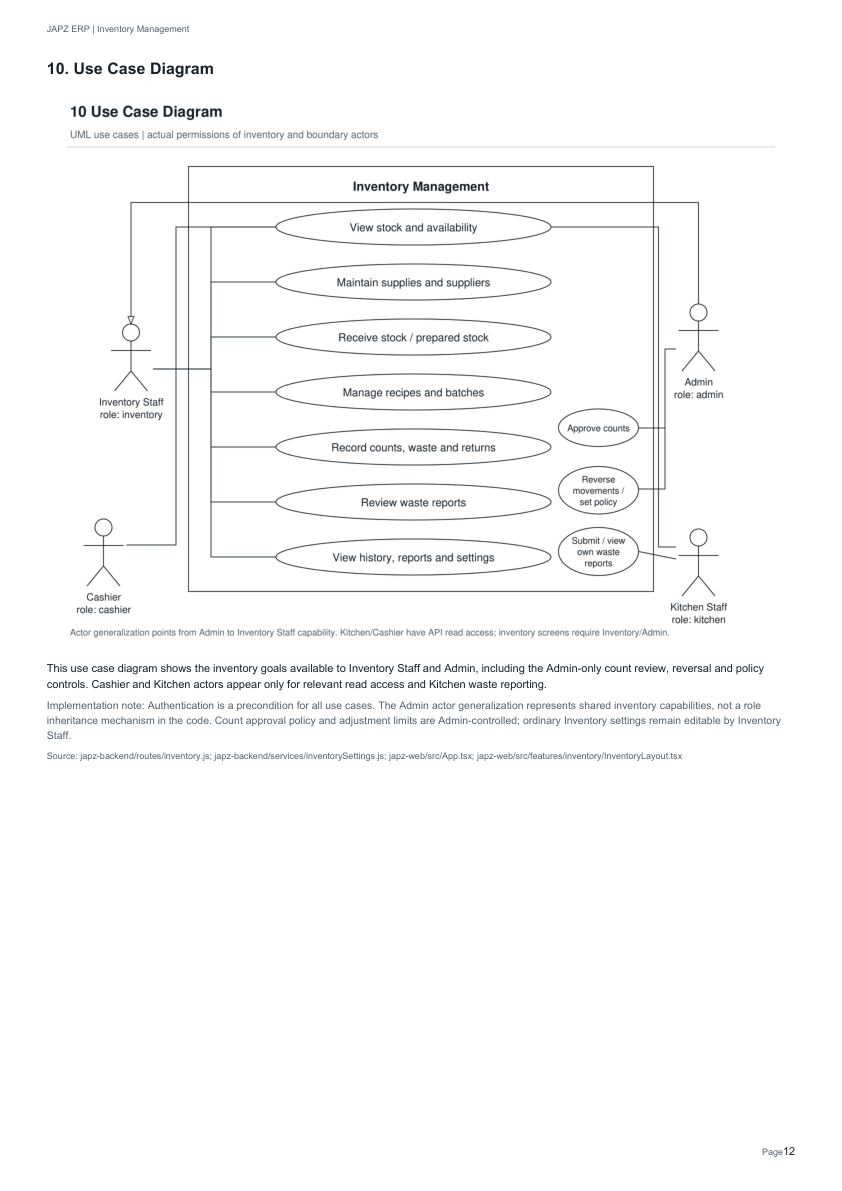 JAPZ ERP | Inventory Management
10. Use Case Diagram
10 Use Case Diagram
UML use cases | actual permissions of inventory and boundary actors
Inventory Management
View stock and availability
Maintain supplies and suppliers
Receive stock / prepared stock
Manage recipes and batches
Record counts, waste and returns
Review waste reports
View history, reports and settings
Approve counts
Reverse
movements /
set policy
Submit / view
own waste
reports
Inventory Staff
role: inventory
Admin
role: admin
Cashier
role: cashier
Kitchen Staff
role: kitchen
Actor generalization points from Admin to Inventory Staff capability. Kitchen/Cashier have API read access; inventory screens require Inventory/Admin.
This use case diagram shows the inventory goals available to Inventory Staff and Admin, including the Admin-only count review, reversal and policy
controls. Cashier and Kitchen actors appear only for relevant read access and Kitchen waste reporting.
Implementation note: Authentication is a precondition for all use cases. The Admin actor generalization represents shared inventory capabilities, not a role
inheritance mechanism in the code. Count approval policy and adjustment limits are Admin-controlled; ordinary Inventory settings remain editable by Inventory
Staff.
Source: japz-backend/routes/inventory.js; japz-backend/services/inventorySettings.js; japz-web/src/App.tsx; japz-web/src/features/inventory/InventoryLayout.tsx
Page12